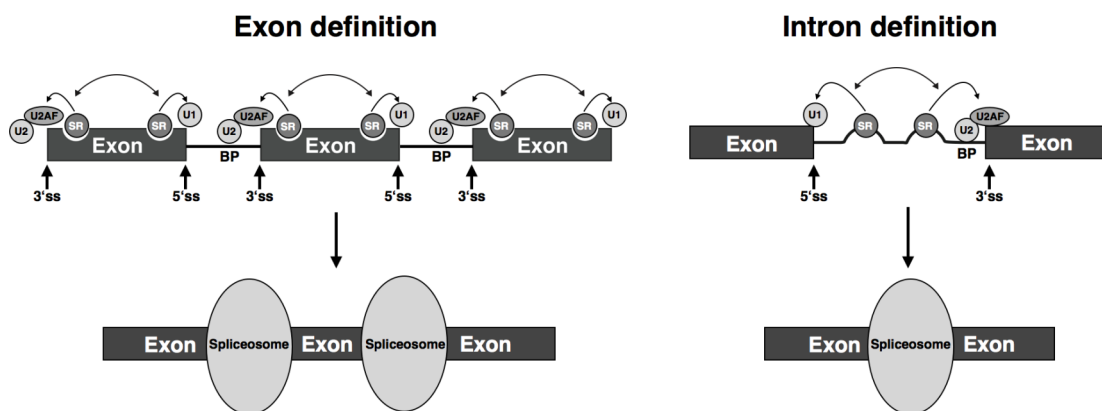 Exon definition
Intron definition
U2 U2AF SR SR U1 U2 U2AF SR SR U1 U2 U2AF SR SR U1
U1 SR SR U2 U2AF
Exon Exon Exon
Exon Exon
BP BP
BP
3'ss 5'ss 3'ss 5'ss 3'ss
5'ss 3'ss
Exon Spliceosome Exon Spliceosome Exon
Exon Spliceosome Exon